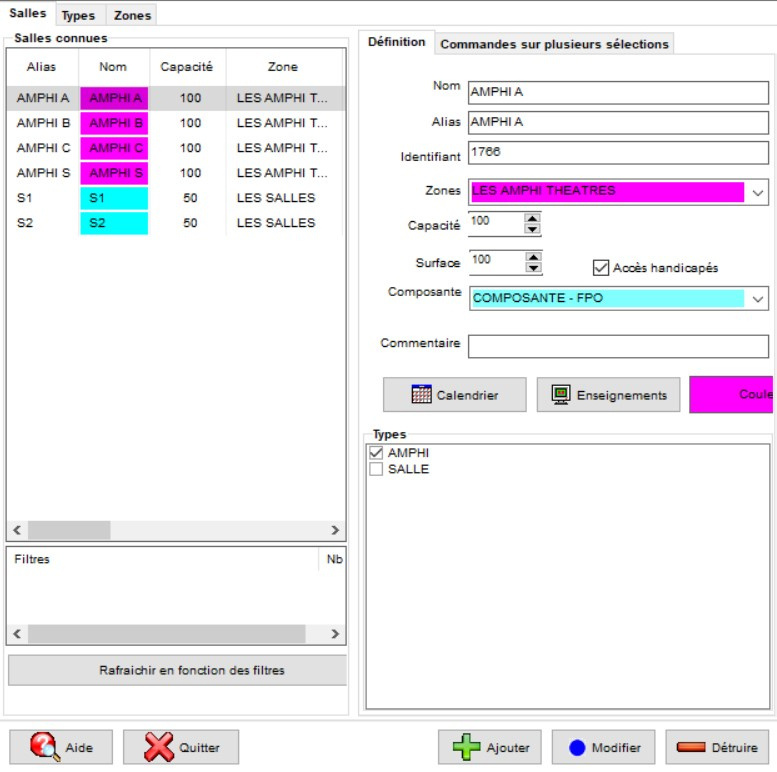 Salles Types Zones
Salles connues
Alias Nom Capacité Zone
AMPHI A AMPHI A 100 LES AMPHI T...
AMPHI B AMPHI B 100 LES AMPHI T...
AMPHI C AMPHI C 100 LES AMPHI T...
AMPHI S AMPHI S 100 LES AMPHI T...
S1 S1 50 LES SALLES
S2 S2 50 LES SALLES
Filtres Nb
Rafraichir en fonction des filtres
Définition Commandes sur plusieurs sélections
Nom AMPHI A
Alias AMPHI A
Identifiant 1766
Zones LES AMPHI THEATRES
Capacité 100
Surface 100 Accès handicapés
Composante COMPOSANTE - FPO
Commentaire
Calendrier Enseignements Coule
Types
AMPHI
SALLE
Aide Quitter Ajouter Modifier Détruire